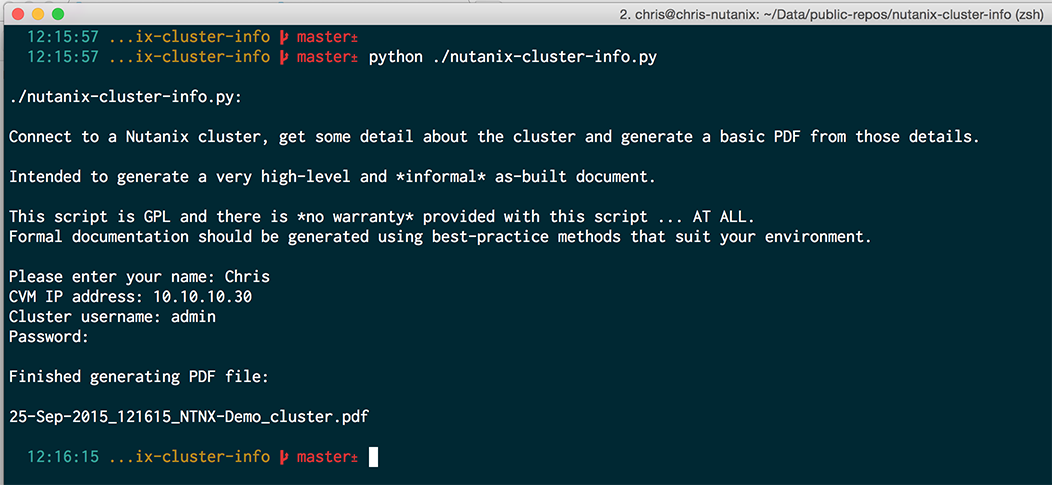 2. chris@chris-nutanix: ~/Data/public-repos/nutanix-cluster-info (zsh)
12:15:57 ...ix-cluster-info master±
12:15:57 ...ix-cluster-info master± python ./nutanix-cluster-info.py
./nutanix-cluster-info.py:
Connect to a Nutanix cluster, get some detail about the cluster and generate a basic PDF from those details.
Intended to generate a very high-level and *informal* as-built document.
This script is GPL and there is *no warranty* provided with this script ... AT ALL.
Formal documentation should be generated using best-practice methods that suit your environment.
Please enter your name: Chris
CVM IP address: 10.10.10.30
Cluster username: admin
Password:
Finished generating PDF file:
25-Sep-2015_121615_NTNX-Demo_cluster.pdf
12:16:15 ...ix-cluster-info master±